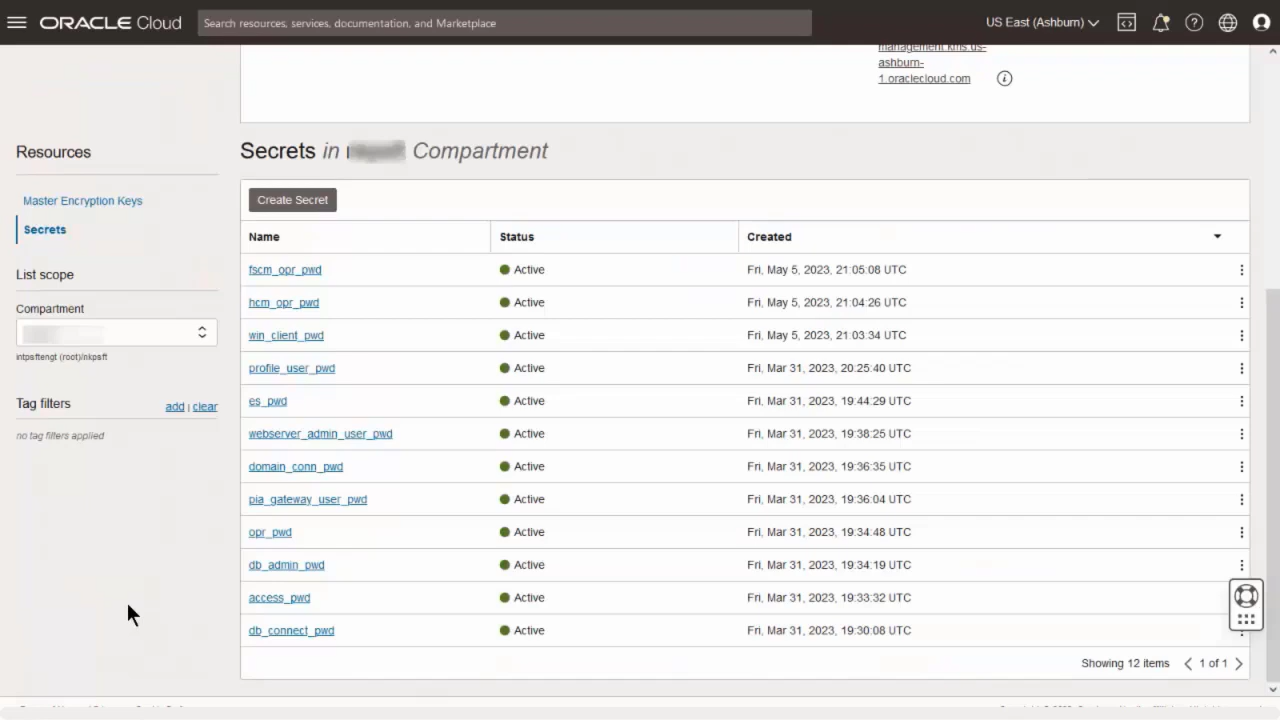 ORACLE Cloud
Search resources, services, documentation, and Marketplace
US East (Ashburn)
management.kms.us-
ashburn-
1.oraclecloud.com
Resources
Master Encryption Keys
Secrets
List scope
Compartment
intpsftengt (root)/nkpsft
Tag filters
add | clear
no tag filters applied
Secrets in Compartment
Create Secret
Name Status Created
fscm_opr_pwd Active Fri, May 5, 2023, 21:05:08 UTC
hcm_opr_pwd Active Fri, May 5, 2023, 21:04:26 UTC
win_client_pwd Active Fri, May 5, 2023, 21:03:34 UTC
profile_user_pwd Active Fri, Mar 31, 2023, 20:25:40 UTC
es_pwd Active Fri, Mar 31, 2023, 19:44:29 UTC
webserver_admin_user_pwd Active Fri, Mar 31, 2023, 19:38:25 UTC
domain_conn_pwd Active Fri, Mar 31, 2023, 19:36:35 UTC
pia_gateway_user_pwd Active Fri, Mar 31, 2023, 19:36:04 UTC
opr_pwd Active Fri, Mar 31, 2023, 19:34:48 UTC
db_admin_pwd Active Fri, Mar 31, 2023, 19:34:19 UTC
access_pwd Active Fri, Mar 31, 2023, 19:33:32 UTC
db_connect_pwd Active Fri, Mar 31, 2023, 19:30:08 UTC
Showing 12 items 1 of 1